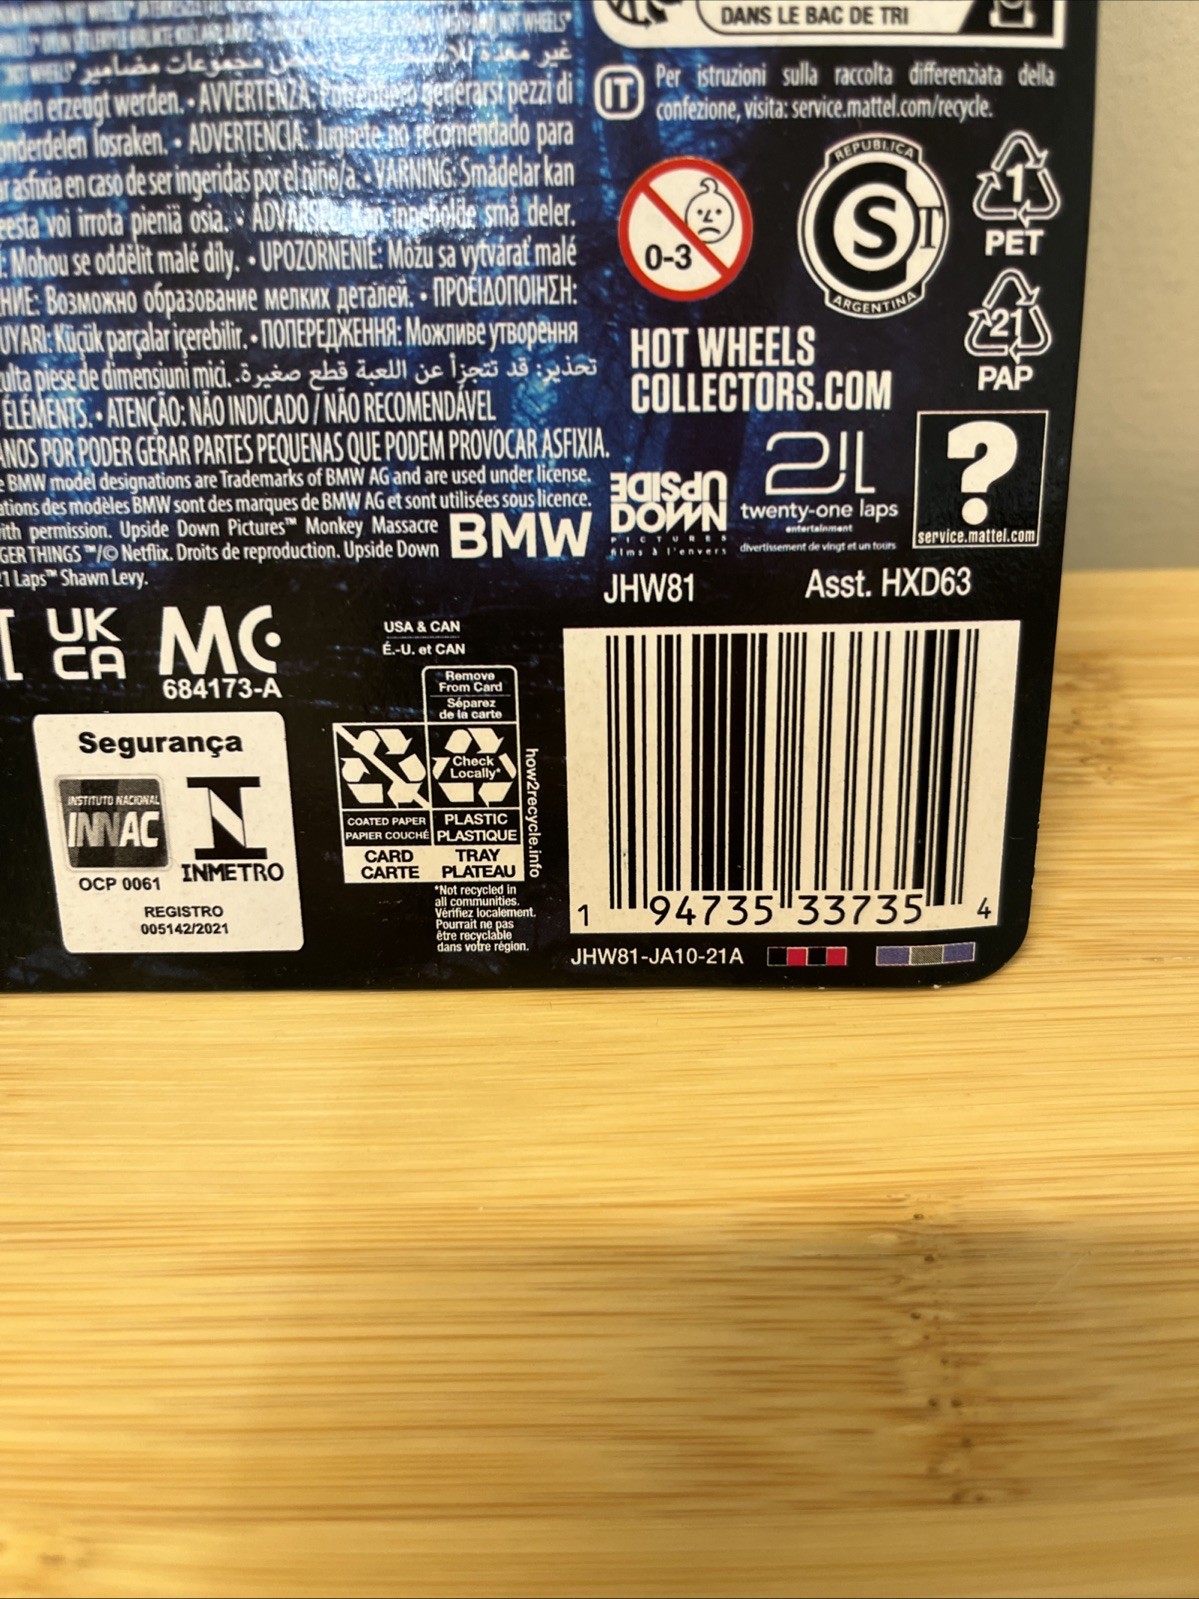 DANS LE BAC DE TRI
IT
Per istruzioni sulla raccolta differenziata della
confezione, visita: service.mattel.com/recycle.
غير معدة للاستخدام
مجموعات مضامير
nnen erzeugt werden. • AVVERTENZA: generarsi pezzi di
onderdelen losraken. • ADVERTENCIA: Juguete no recomendado para
ar asfixia en caso de ser ingeridas por el niño/a. • VARNING: Smådelar kan
eesta voi irrota pieniä osia. • ADVARSEL: Kan inneholde små deler.
: Mohou se oddělit malé díly. • UPOZORNENIE: Môžu sa vytvárať malé
НИЕ: Возможно образование мелких деталей. • ΠΡΟΕΙΔΟΠΟΙΗΣΗ:
UYARI: Küçük parçalar içerebilir. • ПОПЕРЕДЖЕННЯ: Можливе утворення
ulta piese de dimensiuni mici. تحذير: قد تتجزأ عن اللعبة قطع صغيرة.
ÉLÉMENTS. • ATENÇÃO: NÃO INDICADO / NÃO RECOMENDÁVEL
ANOS POR PODER GERAR PARTES PEQUENAS QUE PODEM PROVOCAR ASFIXIA.
e BMW model designations are Trademarks of BMW AG and are used under license.
ations des modèles BMW sont des marques de BMW AG et sont utilisées sous licence.
ith permission. Upside Down Pictures™ Monkey Massacre
GER THINGS ™/© Netflix. Droits de reproduction. Upside Down
21 Laps™ Shawn Levy.
BMW
0-3
REPUBLICA
S
CT
ARGENTINA
1
PET
21
PAP
HOT WHEELS
COLLECTORS.COM
UPSIDE
DOWN
PICTURES
films à l'envers
21L
twenty-one laps
entertainment
divertissement de vingt et un tours
?
service.mattel.com
JHW81
Asst. HXD63
UK
CA
MC
684173-A
USA & CAN
É.-U. et CAN
Remove
From Card
Séparez
de la carte
Check
Locally*
COATED PAPER
PAPIER COUCHÉ
PLASTIC
PLASTIQUE
CARD
CARTE
TRAY
PLATEAU
how2recycle.info
*Not recycled in
all communities.
Vérifiez localement.
Pourrait ne pas
être recyclable
dans votre région.
Segurança
INSTITUTO NACIONAL
INNAC
OCP 0061
N
INMETRO
REGISTRO
005142/2021
1 94735 33735 4
JHW81-JA10-21A